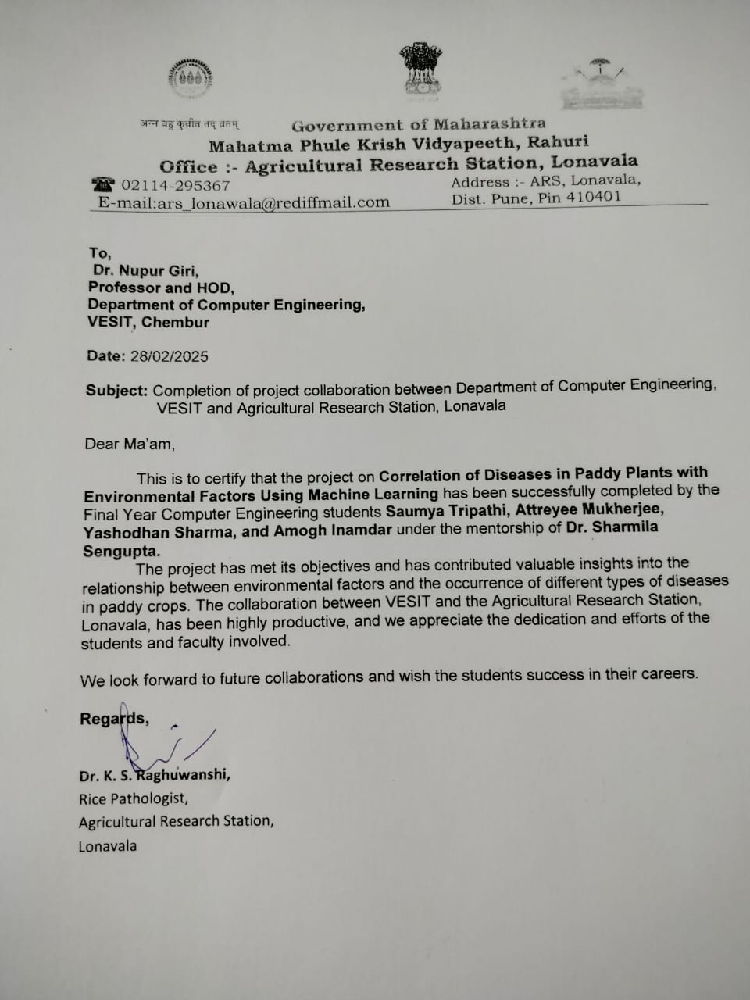 अन्न बहु कुर्वीत तद् व्रतम्
Government of Maharashtra
Mahatma Phule Krish Vidyapeeth, Rahuri
Office :- Agricultural Research Station, Lonavala
☎ 02114-295367
Address :- ARS, Lonavala,
E-mail:ars_lonawala@rediffmail.com
Dist. Pune, Pin 410401
To,
Dr. Nupur Giri,
Professor and HOD,
Department of Computer Engineering,
VESIT, Chembur
Date: 28/02/2025
Subject: Completion of project collaboration between Department of Computer Engineering,
VESIT and Agricultural Research Station, Lonavala
Dear Ma'am,
This is to certify that the project on Correlation of Diseases in Paddy Plants with
Environmental Factors Using Machine Learning has been successfully completed by the
Final Year Computer Engineering students Saumya Tripathi, Attreyee Mukherjee,
Yashodhan Sharma, and Amogh Inamdar under the mentorship of Dr. Sharmila
Sengupta.
The project has met its objectives and has contributed valuable insights into the
relationship between environmental factors and the occurrence of different types of diseases
in paddy crops. The collaboration between VESIT and the Agricultural Research Station,
Lonavala, has been highly productive, and we appreciate the dedication and efforts of the
students and faculty involved.
We look forward to future collaborations and wish the students success in their careers.
Regards,
Dr. K. S. Raghuwanshi,
Rice Pathologist,
Agricultural Research Station,
Lonavala